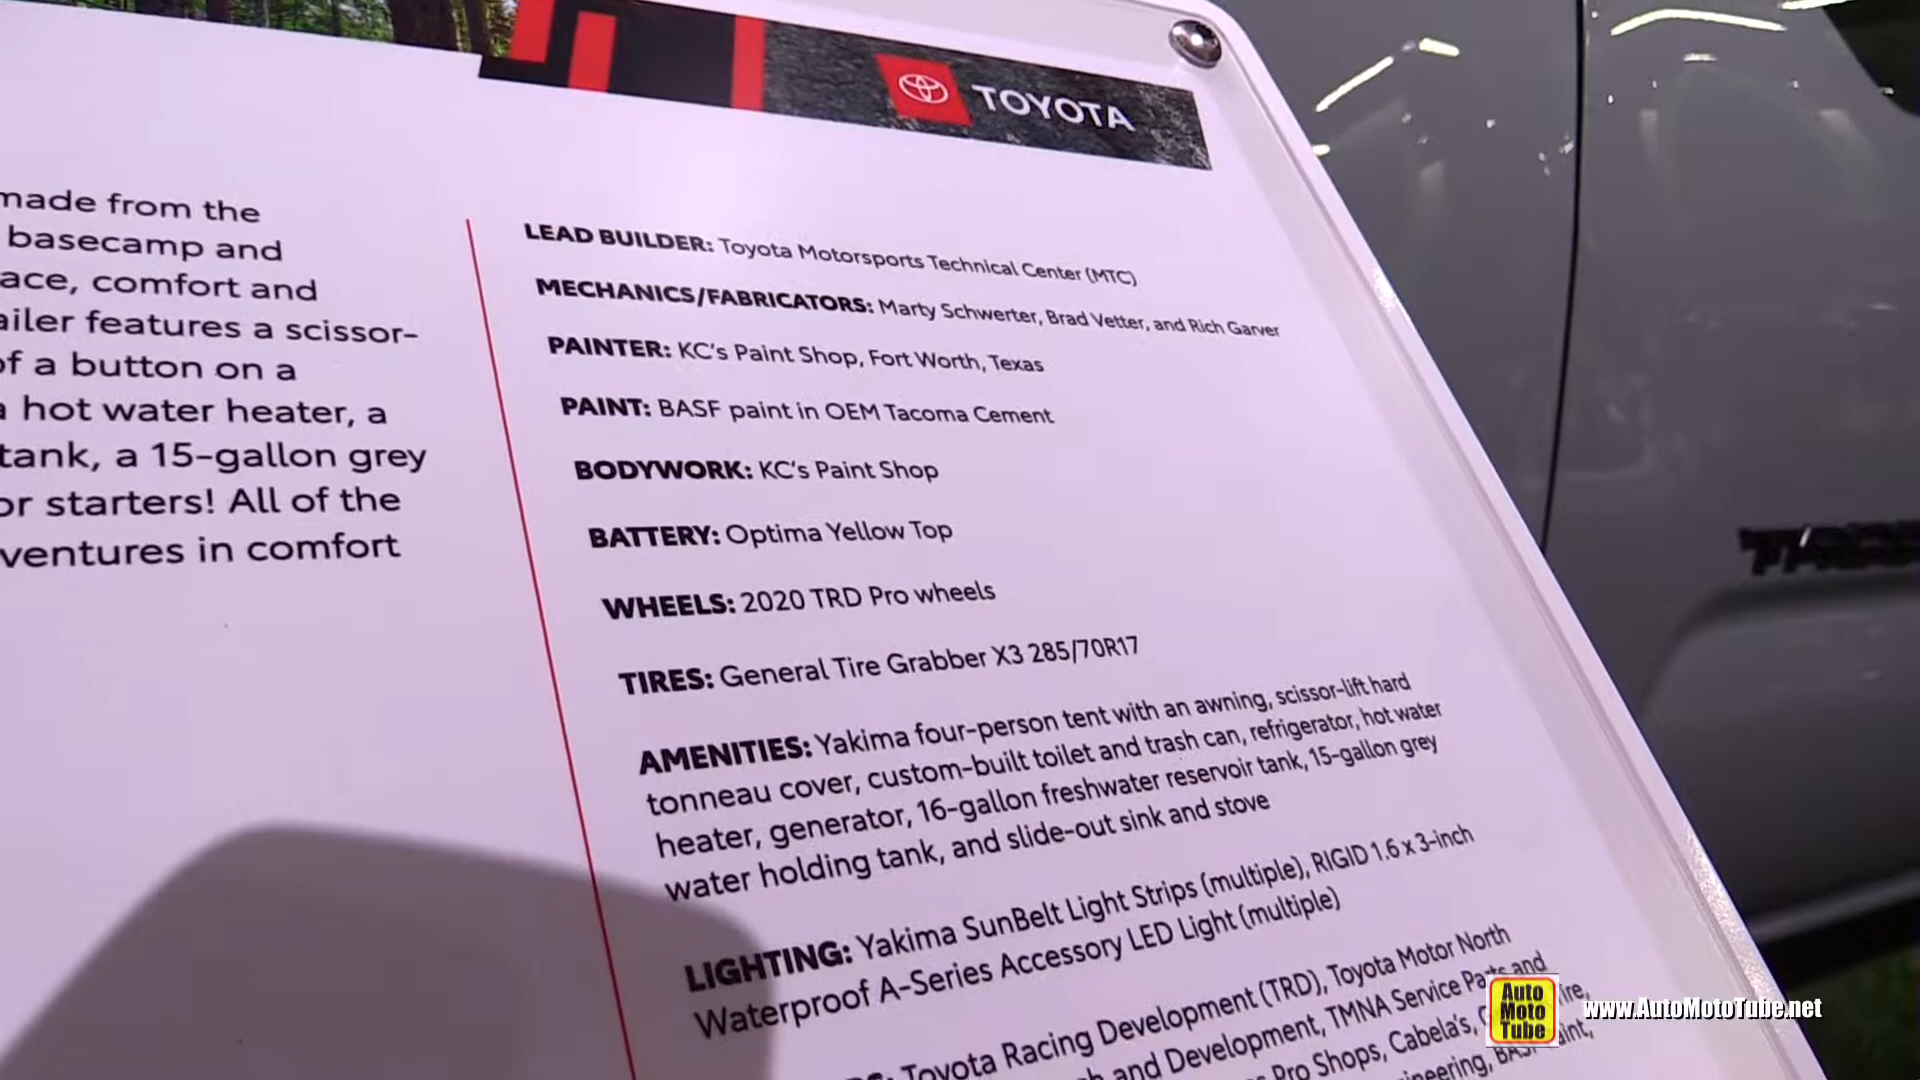 TOYOTA
made from the
basecamp and
ace, comfort and
ailer features a scissor-
of a button on a
a hot water heater, a
tank, a 15-gallon grey
or starters! All of the
ventures in comfort
LEAD BUILDER: Toyota Motorsports Technical Center (MTC)
MECHANICS/FABRICATORS: Marty Schwerter, Brad Vetter, and Rich Garver
PAINTER: KC's Paint Shop, Fort Worth, Texas
PAINT: BASF paint in OEM Tacoma Cement
BODYWORK: KC's Paint Shop
BATTERY: Optima Yellow Top
WHEELS: 2020 TRD Pro wheels
TIRES: General Tire Grabber X3 285/70R17
AMENITIES: Yakima four-person tent with an awning, scissor-lift hard
tonneau cover, custom-built toilet and trash can, refrigerator, hot water
heater, generator, 16-gallon freshwater reservoir tank, 15-gallon grey
water holding tank, and slide-out sink and stove
LIGHTING: Yakima SunBelt Light Strips (multiple), RIGID 1.6 x 3-inch
Waterproof A-Series Accessory LED Light (multiple)
Toyota Racing Development (TRD), Toyota Motor North
and Development, TMNA Service Parts and
Pro Shops, Cabela's,
Auto
Moto
Tube
www.AutoMotoTube.net